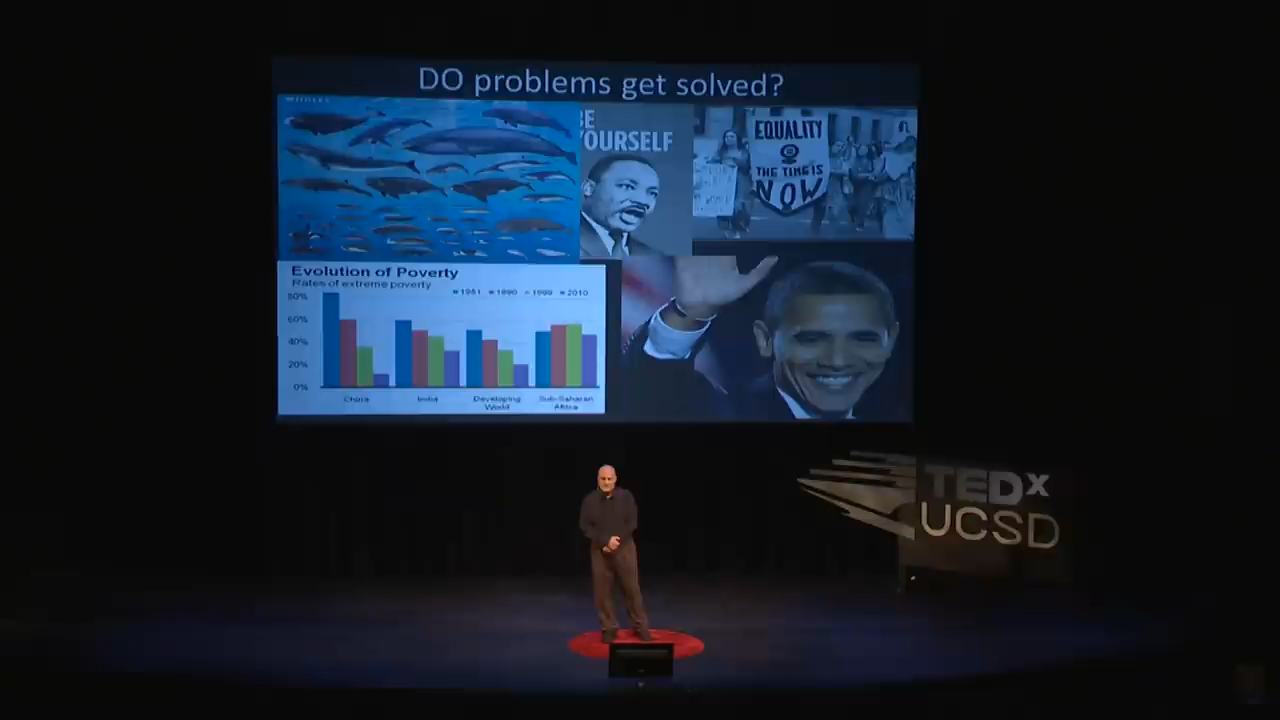 DO problems get solved?
WHALES
BE
YOURSELF
EQUALITY
THE TIME IS
NOW
Evolution of Poverty
Rates of extreme poverty
1981 1990 1999 2010
80%
60%
40%
20%
0%
China India Developing World Sub-Saharan Africa
TEDx
UCSD